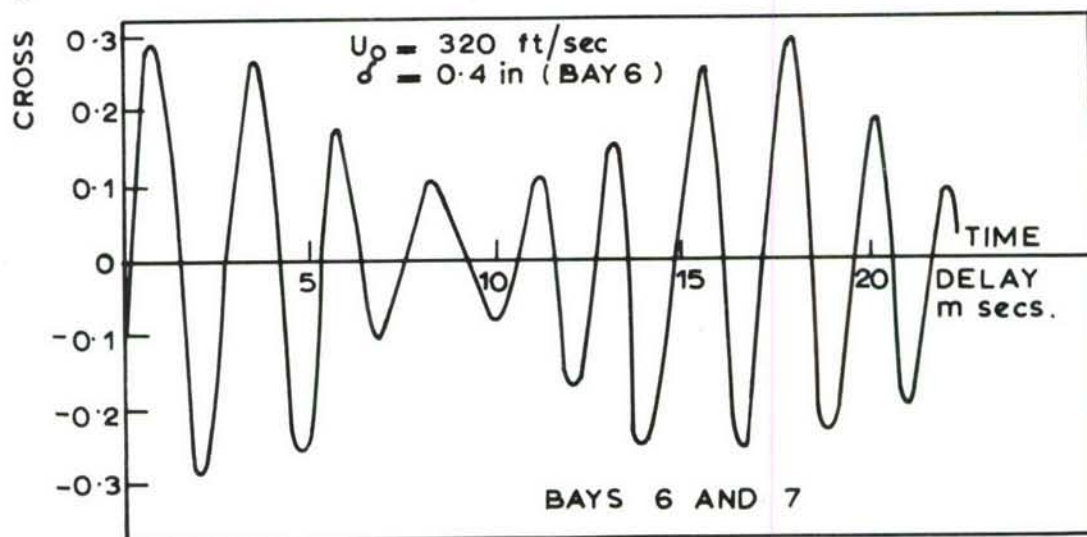 CROSS
0·3
0·2
0·1
0
-0·1
-0·2
-0·3
U₀ = 320 ft/sec
δ = 0·4 in (BAY 6)
5
10
15
20
TIME
DELAY
m secs.
BAYS 6 AND 7